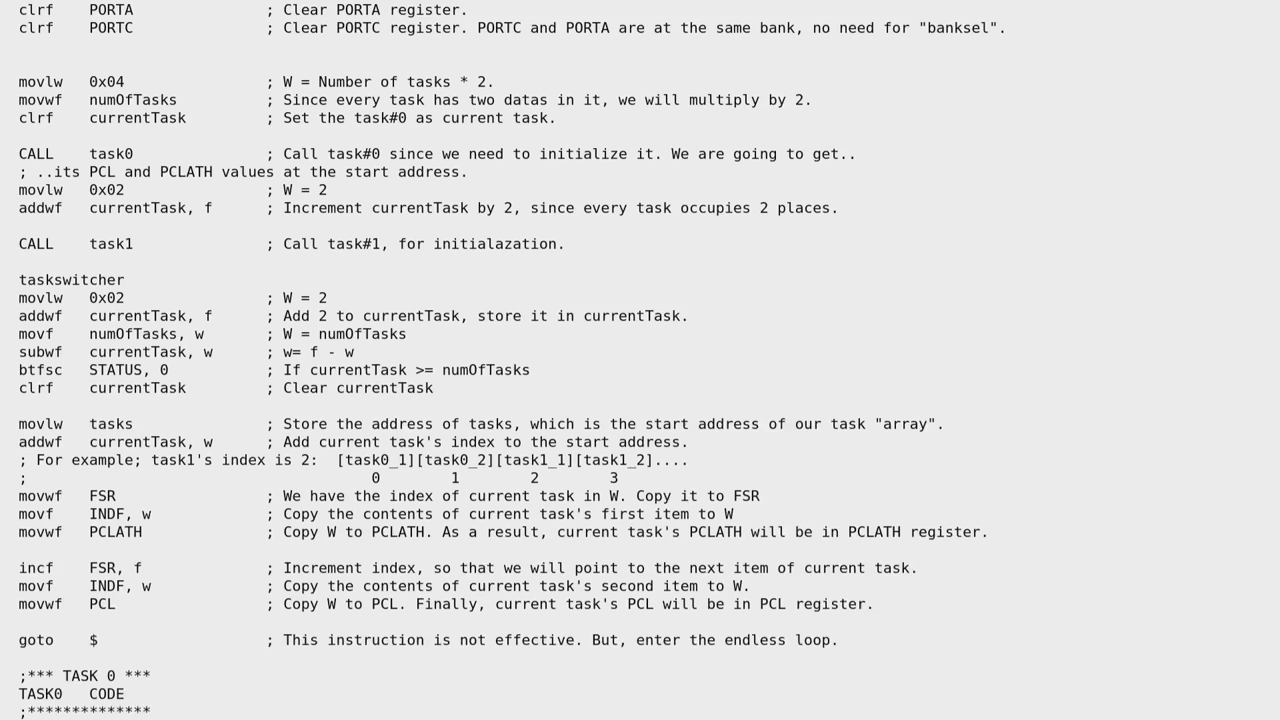 clrf    PORTA               ; Clear PORTA register.
clrf    PORTC               ; Clear PORTC register. PORTC and PORTA are at the same bank, no need for "banksel".
movlw   0x04                ; W = Number of tasks * 2.
movwf   numOfTasks          ; Since every task has two datas in it, we will multiply by 2.
clrf    currentTask         ; Set the task#0 as current task.
CALL    task0               ; Call task#0 since we need to initialize it. We are going to get..
; ..its PCL and PCLATH values at the start address.
movlw   0x02                ; W = 2
addwf   currentTask, f      ; Increment currentTask by 2, since every task occupies 2 places.
CALL    task1               ; Call task#1, for initialazation.
taskswitcher
movlw   0x02                ; W = 2
addwf   currentTask, f      ; Add 2 to currentTask, store it in currentTask.
movf    numOfTasks, w       ; W = numOfTasks
subwf   currentTask, w      ; w= f - w
btfsc   STATUS, 0           ; If currentTask >= numOfTasks
clrf    currentTask         ; Clear currentTask
movlw   tasks               ; Store the address of tasks, which is the start address of our task "array".
addwf   currentTask, w      ; Add current task's index to the start address.
; For example; task1's index is 2:  [task0_1][task0_2][task1_1][task1_2]....
;                                       0        1        2        3
movwf   FSR                 ; We have the index of current task in W. Copy it to FSR
movf    INDF, w             ; Copy the contents of current task's first item to W
movwf   PCLATH              ; Copy W to PCLATH. As a result, current task's PCLATH will be in PCLATH register.
incf    FSR, f              ; Increment index, so that we will point to the next item of current task.
movf    INDF, w             ; Copy the contents of current task's second item to W.
movwf   PCL                 ; Copy W to PCL. Finally, current task's PCL will be in PCL register.
goto    $                   ; This instruction is not effective. But, enter the endless loop.
;*** TASK 0 ***
TASK0   CODE
;**************